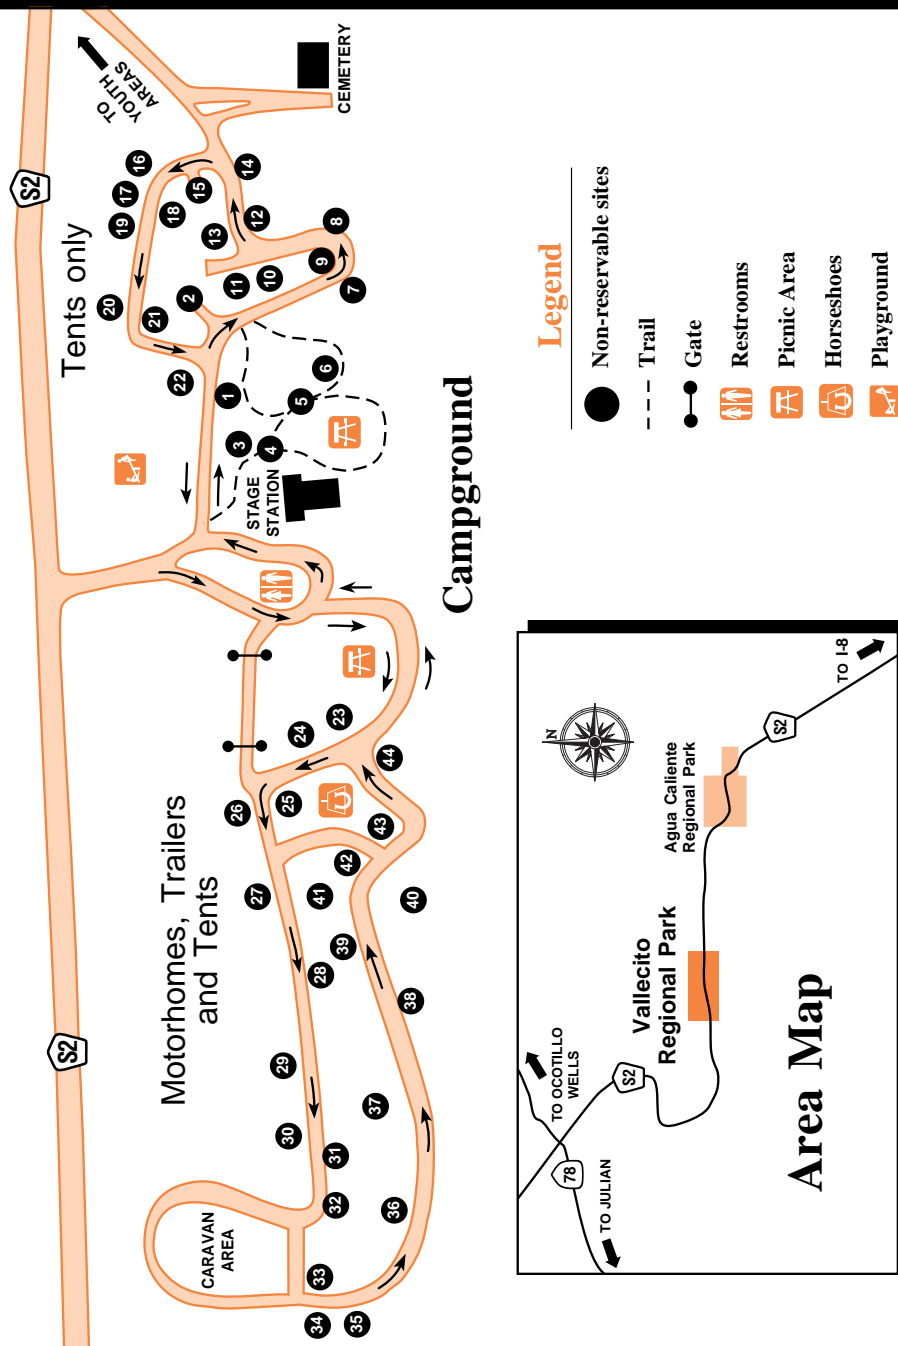 S2
S2
TO
YOUTH
AREAS
CEMETERY
Tents only
16
17
19
18
15
14
13
12
20
21
2
11
10
9
8
7
22
1
6
5
3
4
STAGE
STATION
Campground
Motorhomes, Trailers
and Tents
23
24
25
26
44
43
42
27
41
40
39
28
38
29
37
30
31
32
36
33
34
35
CARAVAN
AREA
Legend
Non-reservable sites
Trail
Gate
Restrooms
Picnic Area
Horseshoes
Playground
Area Map
N
TO JULIAN
78
TO OCOTILLO
WELLS
S2
Vallecito
Regional Park
Agua Caliente
Regional Park
S2
TO I-8